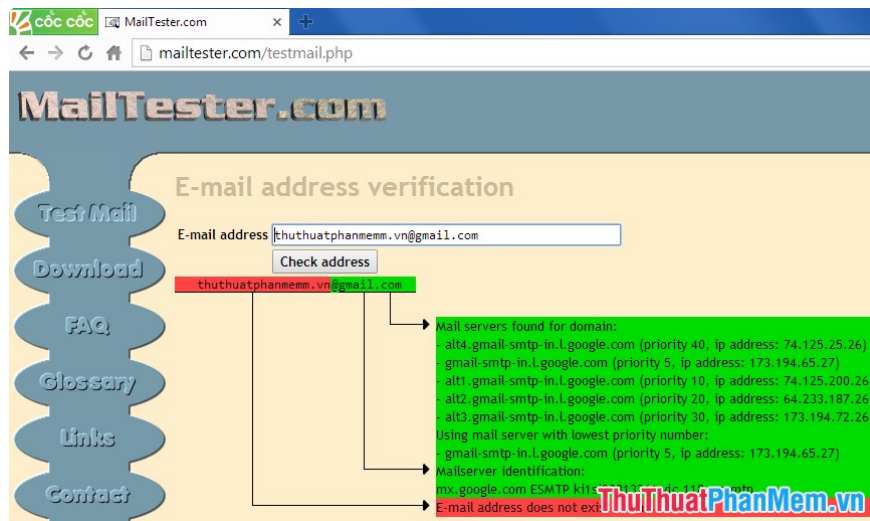 cốc cốc MailTester.com
mailtester.com/testmail.php
MailTester.com
E-mail address verification
Test Mail
Download
FAQ
Glossary
Links
Contact
E-mail address thuthuatphanmemm.vn@gmail.com
Check address
thuthuatphanmemm.vn@gmail.com
Mail servers found for domain:
- alt4.gmail-smtp-in.l.google.com (priority 40, ip address: 74.125.25.26)
- gmail-smtp-in.l.google.com (priority 5, ip address: 173.194.65.27)
- alt1.gmail-smtp-in.l.google.com (priority 10, ip address: 74.125.200.26
- alt2.gmail-smtp-in.l.google.com (priority 20, ip address: 64.233.187.26
- alt3.gmail-smtp-in.l.google.com (priority 30, ip address: 173.194.72.26
Using mail server with lowest priority number:
- gmail-smtp-in.l.google.com (priority 5, ip address: 173.194.65.27)
Mailserver identification:
mx.google.com ESMTP
E-mail address does not
ThuThuatPhanMem.vn